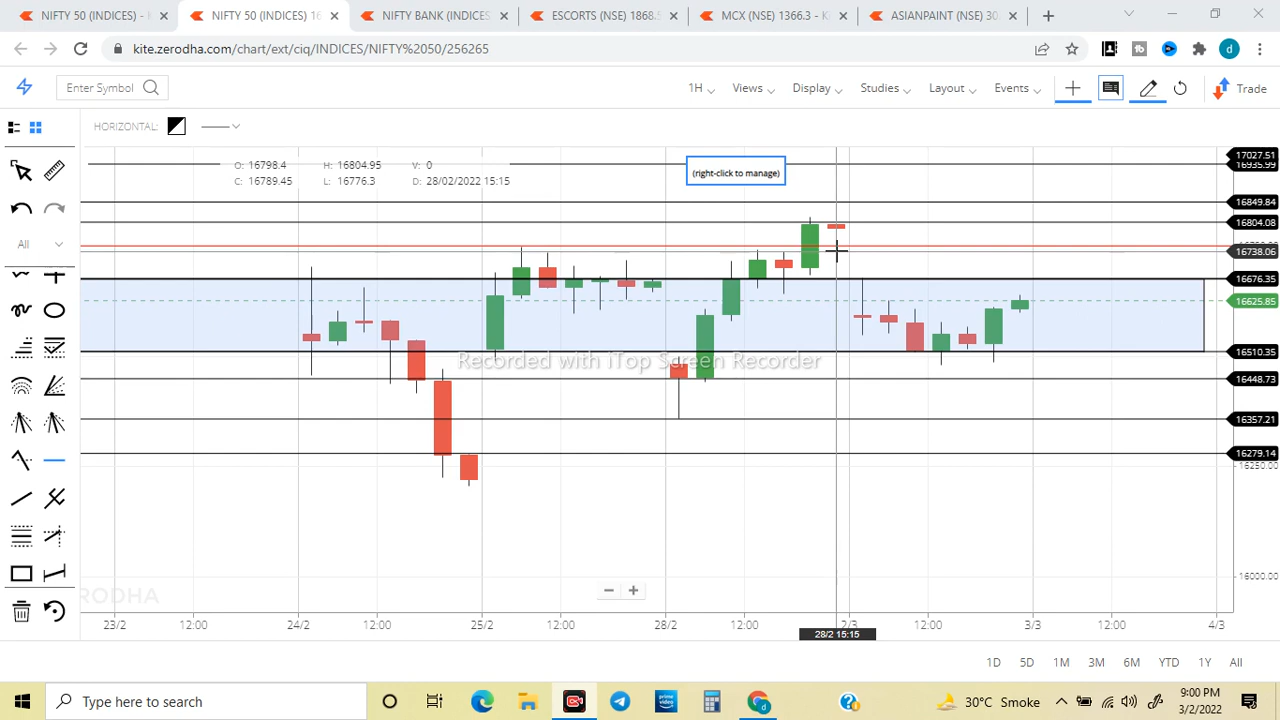 NIFTY 50 (INDICES) -
NIFTY 50 (INDICES) 16
NIFTY BANK (INDICES
ESCORTS (NSE) 1868.5
MCX (NSE) 1366.3 - K
ASIANPAINT (NSE) 30
kite.zerodha.com/chart/ext/ciq/INDICES/NIFTY%2050/256265
d
Enter Symbol
1H
Views
Display
Studies
Layout
Events
Trade
HORIZONTAL:
O: 16798.4 H: 16804.95 V: 0
C: 16789.45 L: 16776.3 D: 28/02/2022 15:15
(right-click to manage)
17027.51
16935.99
16849.84
16804.08
16738.06
16676.35
16625.85
16510.35
16448.73
16357.21
16279.14
16250.00
16000.00
All
Recorded with iTop Screen Recorder
ZERODHA
23/2 12:00 24/2 12:00 25/2 12:00 28/2 12:00 2/3 12:00 3/3 12:00 4/3
28/2 15:15
1D 5D 1M 3M 6M YTD 1Y All
Type here to search
prime video
30°C Smoke
9:00 PM
3/2/2022